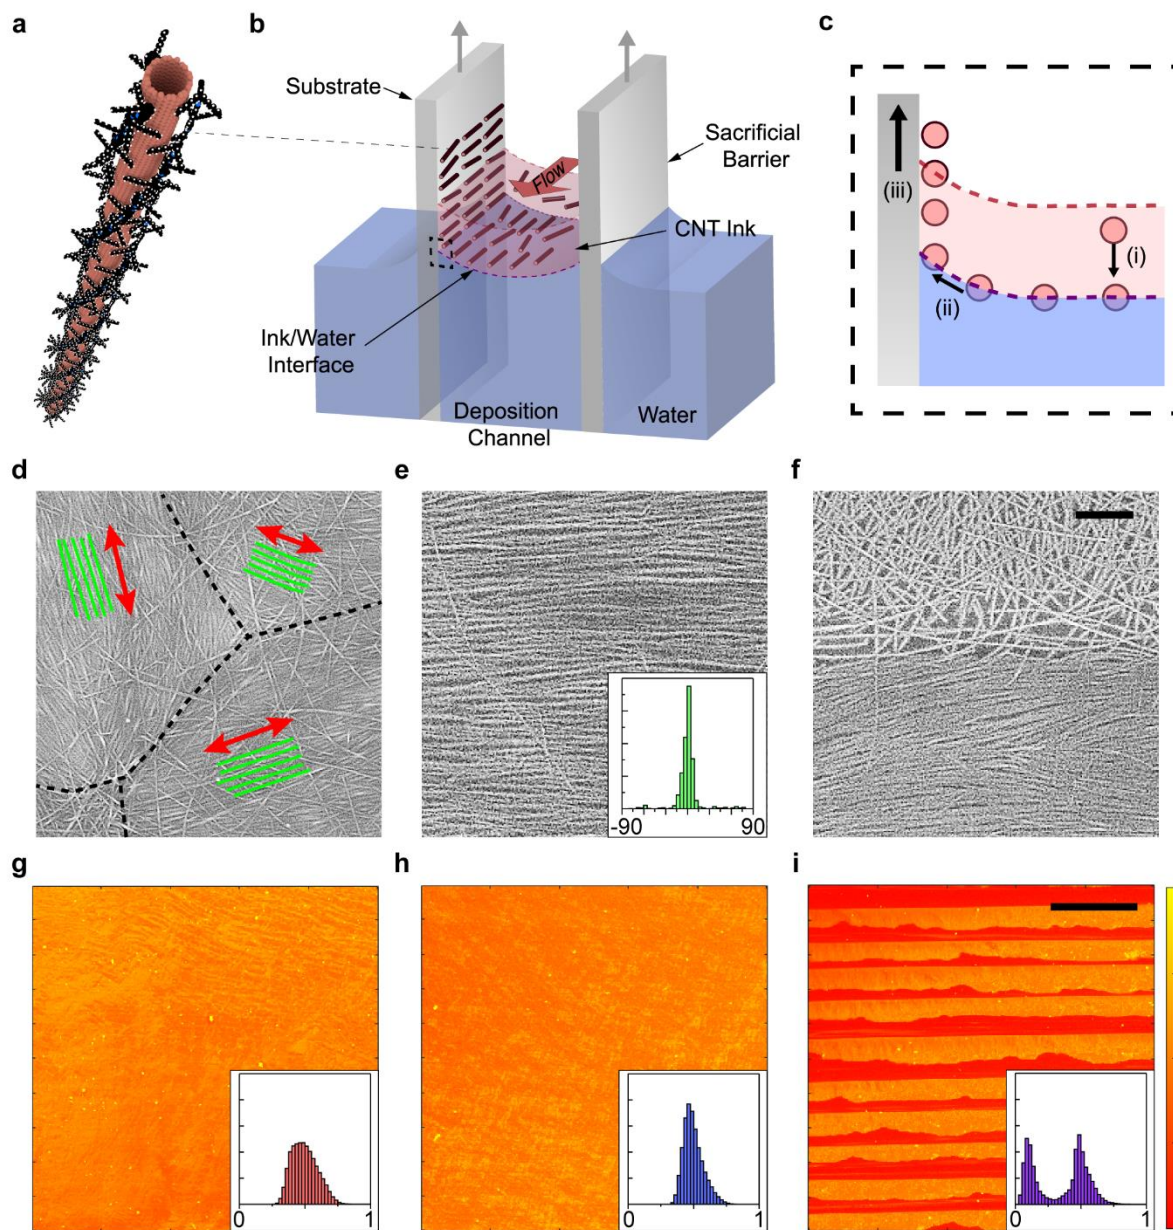 a
b
c
Substrate
Sacrificial
Barrier
Flow
CNT Ink
Ink/Water
Interface
Deposition
Channel
Water
(iii)
(i)
(ii)
d
e
f
-90
90
g
h
i
0
1
0
1
0
1